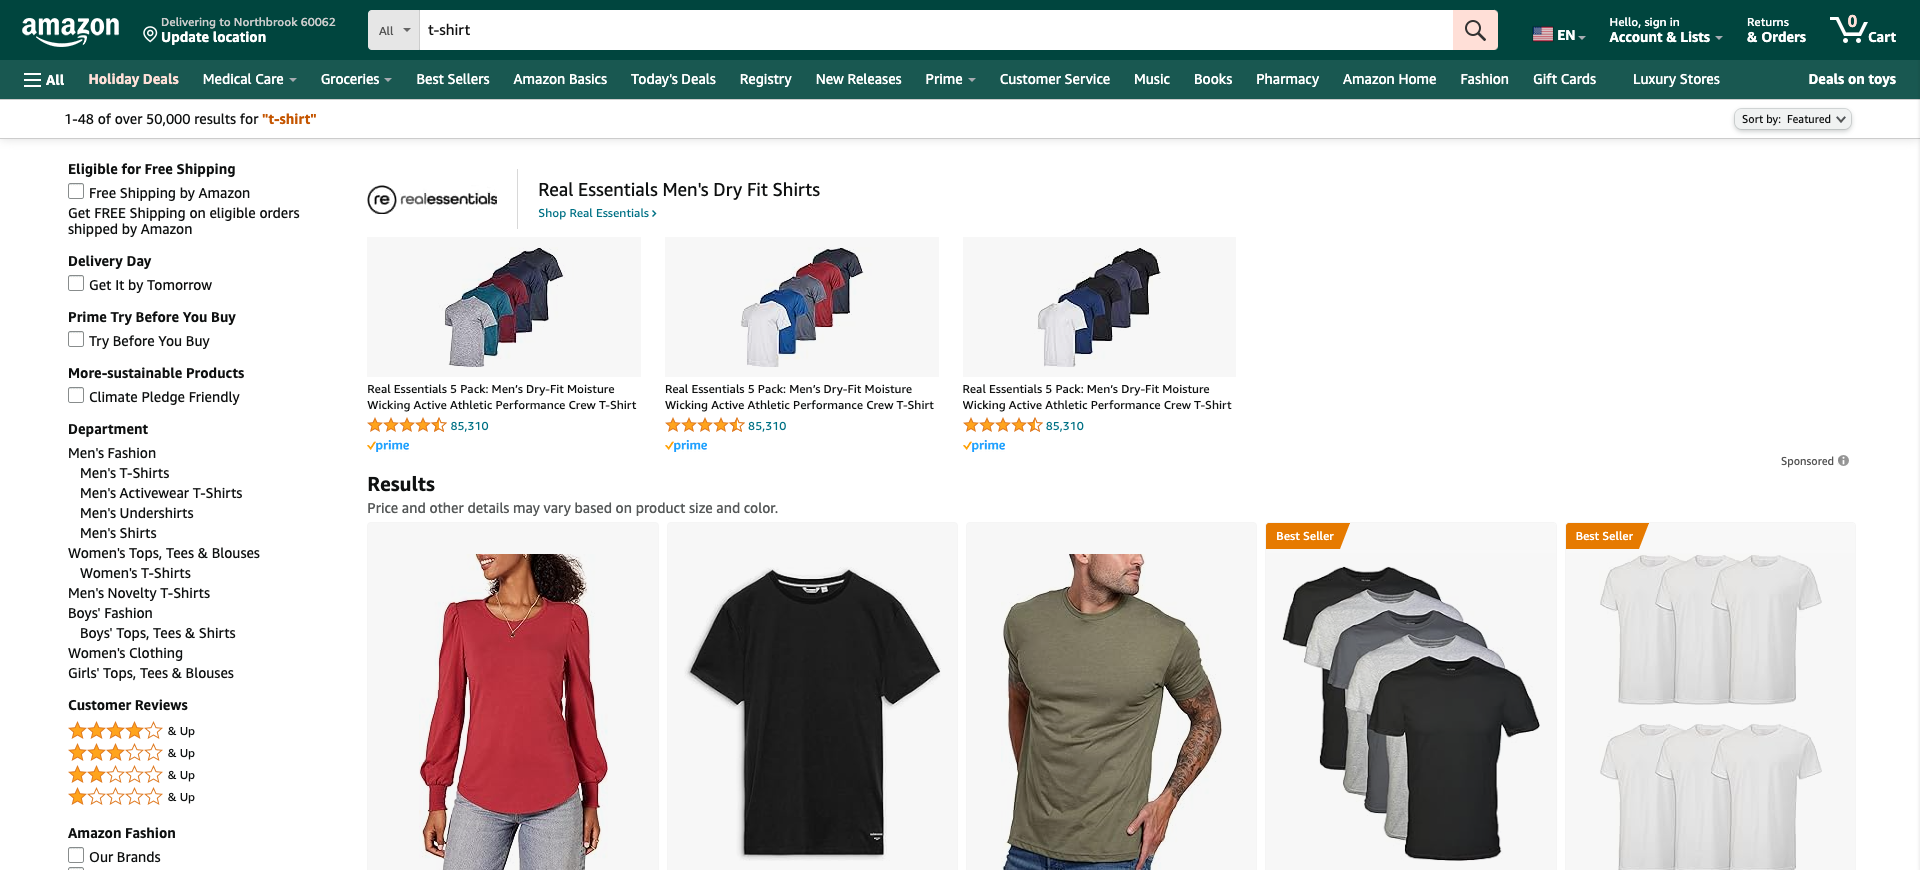 amazon
Delivering to Northbrook 60062
Update location
All
t-shirt
EN
Hello, sign in
Account & Lists
Returns
& Orders
0
Cart
All
Holiday Deals
Medical Care
Groceries
Best Sellers
Amazon Basics
Today's Deals
Registry
New Releases
Prime
Customer Service
Music
Books
Pharmacy
Amazon Home
Fashion
Gift Cards
Luxury Stores
Deals on toys
1-48 of over 50,000 results for "t-shirt"
Sort by: Featured
Eligible for Free Shipping
Free Shipping by Amazon
Get FREE Shipping on eligible orders
shipped by Amazon
Delivery Day
Get It by Tomorrow
Prime Try Before You Buy
Try Before You Buy
More-sustainable Products
Climate Pledge Friendly
Department
Men's Fashion
Men's T-Shirts
Men's Activewear T-Shirts
Men's Undershirts
Men's Shirts
Women's Tops, Tees & Blouses
Women's T-Shirts
Men's Novelty T-Shirts
Boys' Fashion
Boys' Tops, Tees & Shirts
Women's Clothing
Girls' Tops, Tees & Blouses
Customer Reviews
& Up
& Up
& Up
& Up
Amazon Fashion
Our Brands
re realessentials
Real Essentials Men's Dry Fit Shirts
Shop Real Essentials ›
Real Essentials 5 Pack: Men's Dry-Fit Moisture
Wicking Active Athletic Performance Crew T-Shirt
85,310
prime
Real Essentials 5 Pack: Men's Dry-Fit Moisture
Wicking Active Athletic Performance Crew T-Shirt
85,310
prime
Real Essentials 5 Pack: Men's Dry-Fit Moisture
Wicking Active Athletic Performance Crew T-Shirt
85,310
prime
Sponsored
Results
Price and other details may vary based on product size and color.
Best Seller
Best Seller